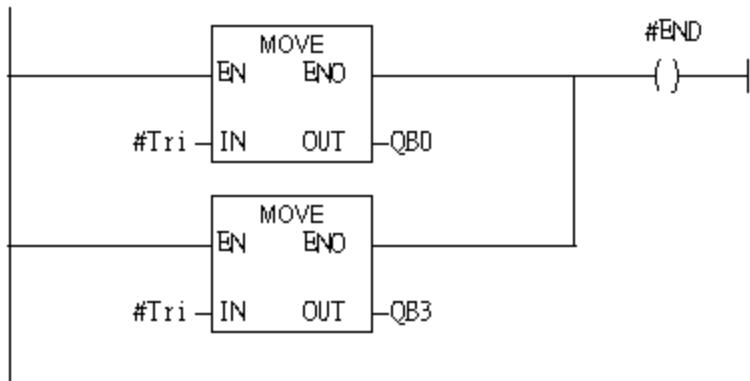 #END
MOVE
EN ENO
#Tri IN OUT QB0
MOVE
EN ENO
#Tri IN OUT QB3